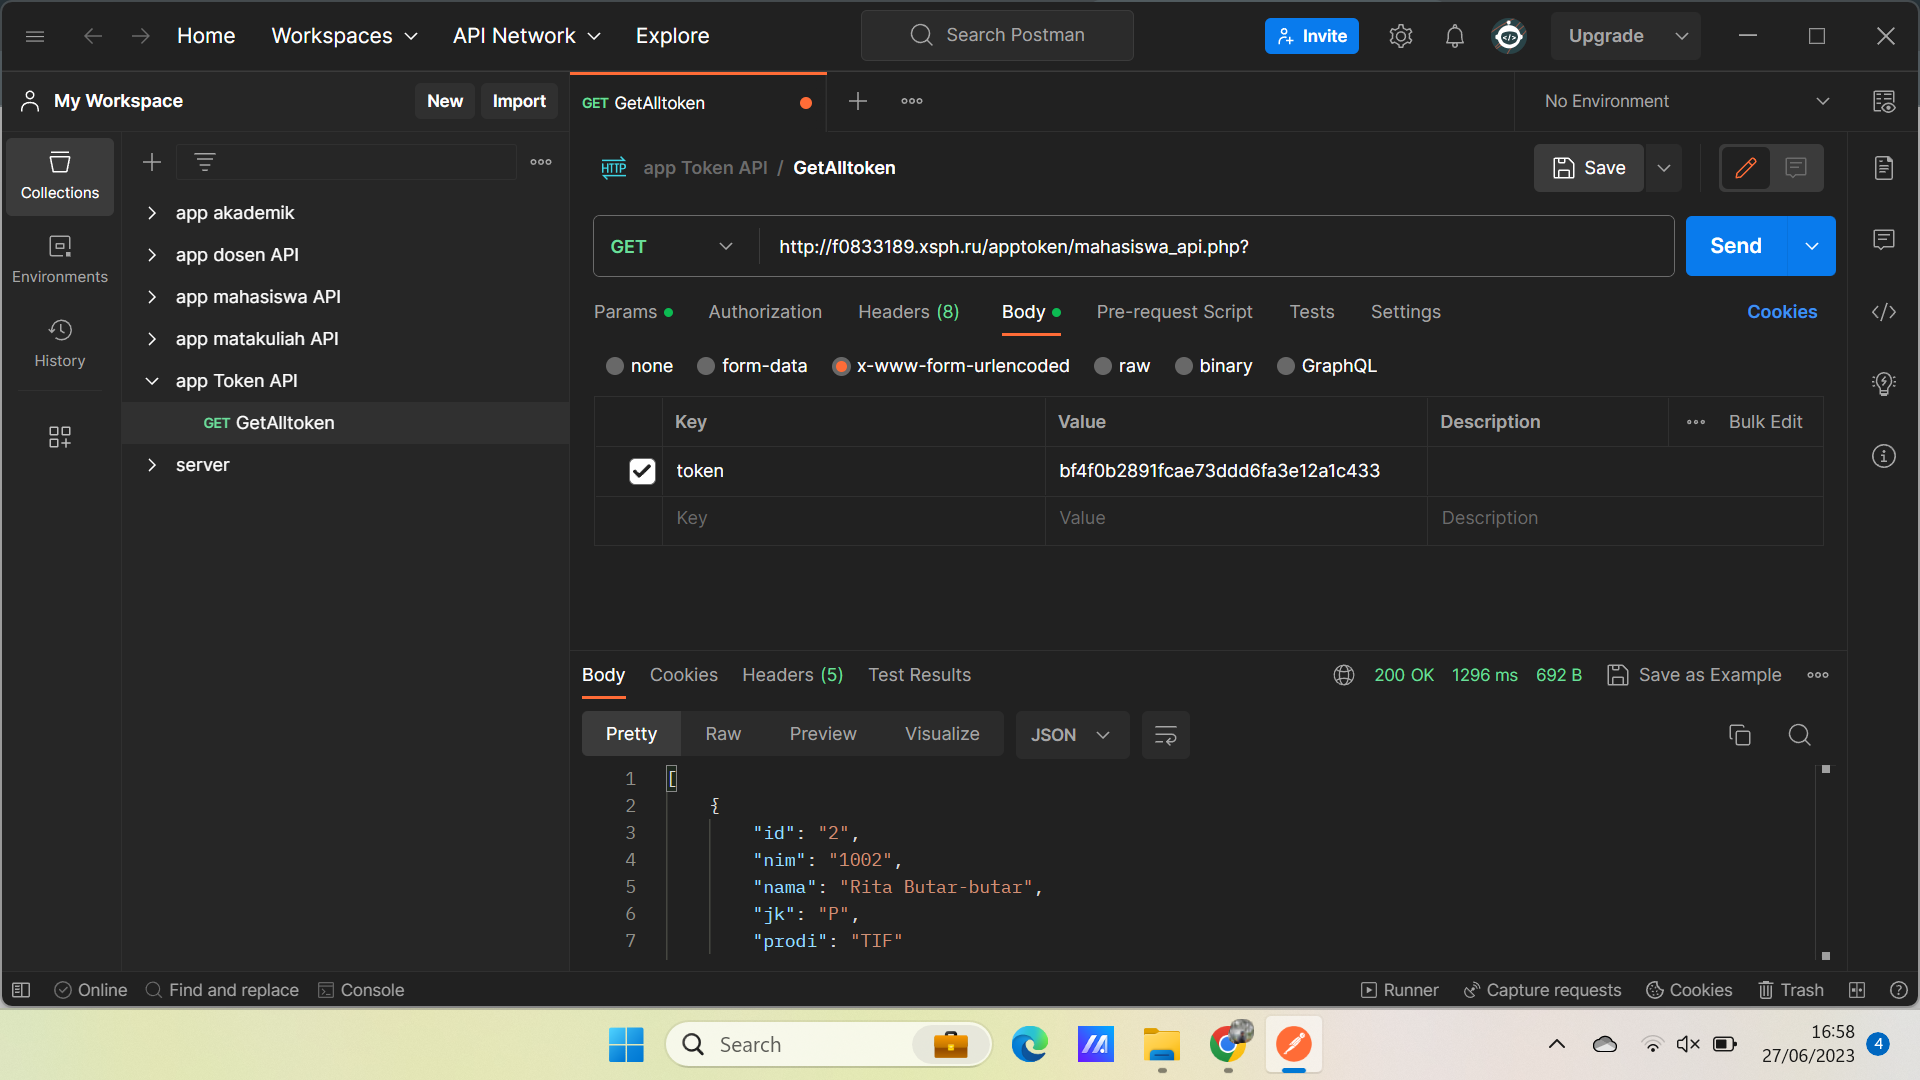 Home
Workspaces
API Network
Explore
Search Postman
Invite
Upgrade
My Workspace
New
Import
GET GetAlltoken
No Environment
Collections
Environments
History
app akademik
app dosen API
app mahasiswa API
app matakuliah API
app Token API
GET GetAlltoken
server
HTTP
app Token API / GetAlltoken
Save
GET
http://f0833189.xsph.ru/apptoken/mahasiswa_api.php?
Send
Params
Authorization
Headers (8)
Body
Pre-request Script
Tests
Settings
Cookies
none
form-data
x-www-form-urlencoded
raw
binary
GraphQL
Key
Value
Description
Bulk Edit
token
bf4f0b2891fcae73ddd6fa3e12a1c433
Key
Value
Description
Body
Cookies
Headers (5)
Test Results
200 OK
1296 ms
692 B
Save as Example
Pretty
Raw
Preview
Visualize
JSON
1 [
2 {
3 "id": "2",
4 "nim": "1002",
5 "nama": "Rita Butar-butar",
6 "jk": "P",
7 "prodi": "TIF"
Online
Find and replace
Console
Runner
Capture requests
Cookies
Trash
Search
16:58
27/06/2023
4